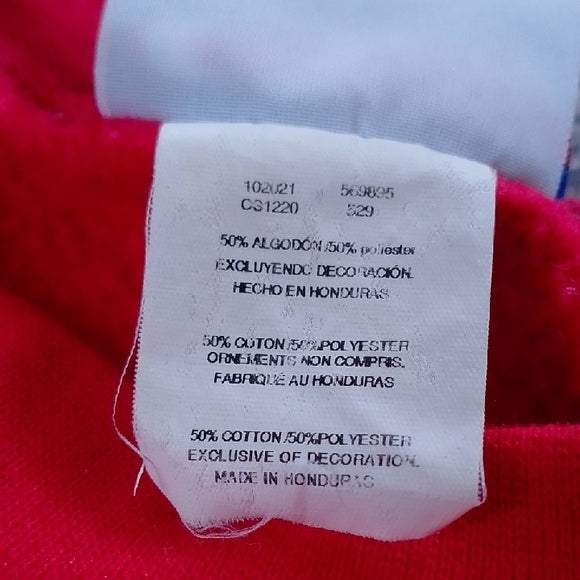 102021 569895
CS1220 529
50% ALGODÓN/50% poliester
EXCLUYENDO DECORACIÓN.
HECHO EN HONDURAS
50% COTON/50%POLYESTER
ORNEMENTS NON COMPRIS.
FABRIQUÉ AU HONDURAS
50% COTTON/50%POLYESTER
EXCLUSIVE OF DECORATION.
MADE IN HONDURAS